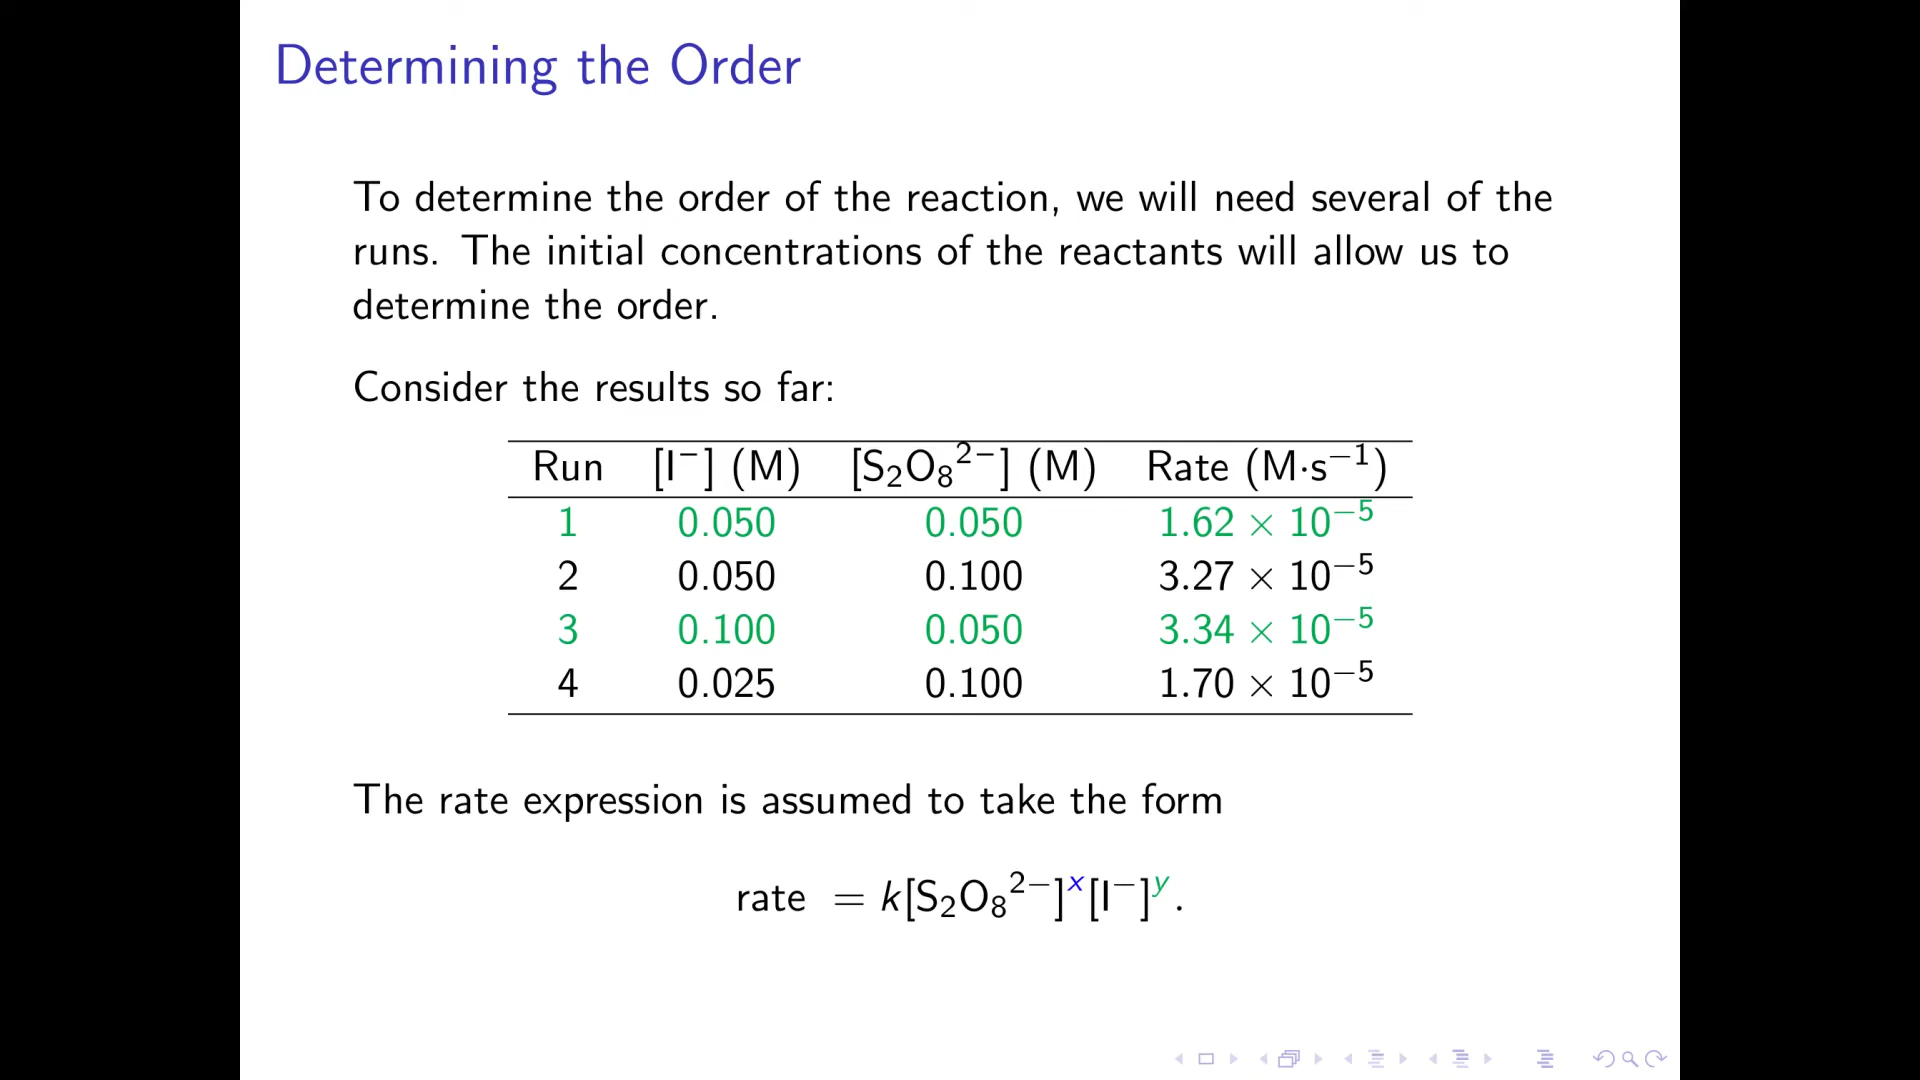 Determining the Order
To determine the order of the reaction, we will need several of the
runs. The initial concentrations of the reactants will allow us to
determine the order.
Consider the results so far:
Run [I⁻] (M) [S₂O₈²⁻] (M) Rate (M·s⁻¹)
1 0.050 0.050 1.62 × 10⁻⁵
2 0.050 0.100 3.27 × 10⁻⁵
3 0.100 0.050 3.34 × 10⁻⁵
4 0.025 0.100 1.70 × 10⁻⁵
The rate expression is assumed to take the form
rate = k[S₂O₈²⁻]ˣ[I⁻]ʸ.